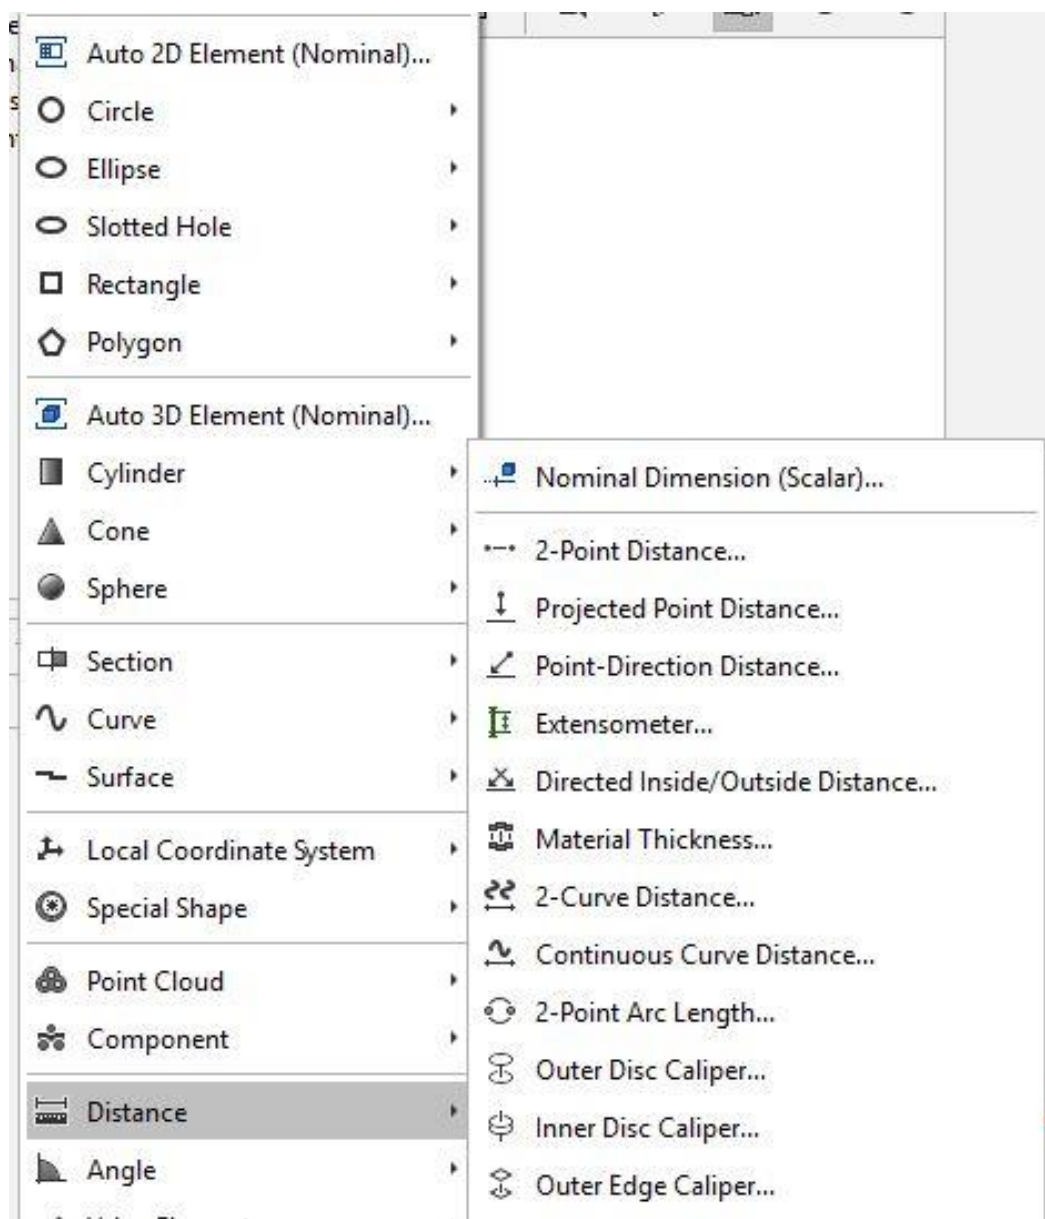 Auto 2D Element (Nominal)...
Circle
Ellipse
Slotted Hole
Rectangle
Polygon
Auto 3D Element (Nominal)...
Cylinder
Cone
Sphere
Section
Curve
Surface
Local Coordinate System
Special Shape
Point Cloud
Component
Distance
Angle
Nominal Dimension (Scalar)...
2-Point Distance...
Projected Point Distance...
Point-Direction Distance...
Extensometer...
Directed Inside/Outside Distance...
Material Thickness...
2-Curve Distance...
Continuous Curve Distance...
2-Point Arc Length...
Outer Disc Caliper...
Inner Disc Caliper...
Outer Edge Caliper...